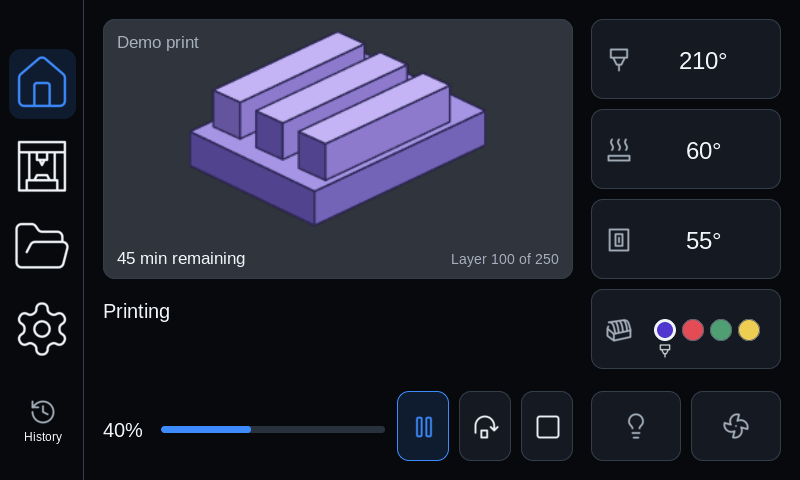 Demo print
45 min remaining
Layer 100 of 250
Printing
40%
210°
60°
55°
History